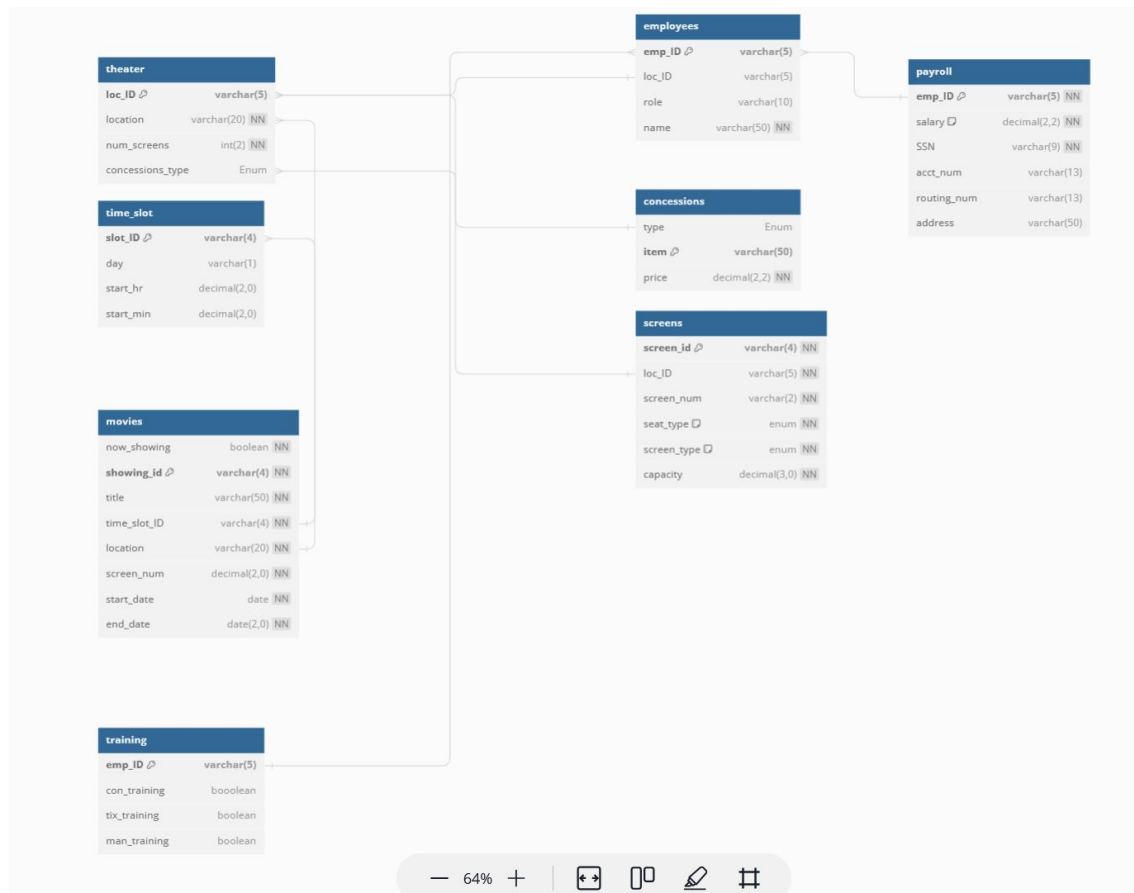 theater
loc_ID varchar(5)
location varchar(20) NN
num_screens int(2) NN
concessions_type Enum
time_slot
slot_ID varchar(4)
day varchar(1)
start_hr decimal(2,0)
start_min decimal(2,0)
movies
now_showing boolean NN
showing_id varchar(4) NN
title varchar(50) NN
time_slot_ID varchar(4) NN
location varchar(20) NN
screen_num decimal(2,0) NN
start_date date NN
end_date date(2,0) NN
training
emp_ID varchar(5)
con_training booolean
tix_training boolean
man_training boolean
employees
emp_ID varchar(5)
loc_ID varchar(5)
role varchar(10)
name varchar(50) NN
concessions
type Enum
item varchar(50)
price decimal(2,2) NN
screens
screen_id varchar(4) NN
loc_ID varchar(5) NN
screen_num varchar(2) NN
seat_type enum NN
screen_type enum NN
capacity decimal(3,0) NN
payroll
emp_ID varchar(5) NN
salary decimal(2,2) NN
SSN varchar(9) NN
acct_num varchar(13)
routing_num varchar(13)
address varchar(50)
64%